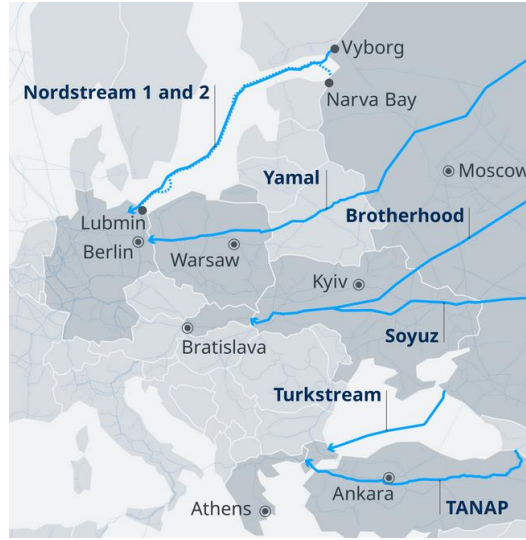 Vyborg
Nordstream 1 and 2
Narva Bay
Moscow
Yamal
Brotherhood
Lubmin
Berlin
Warsaw
Kyiv
Soyuz
Bratislava
Turkstream
Ankara
Athens
TANAP